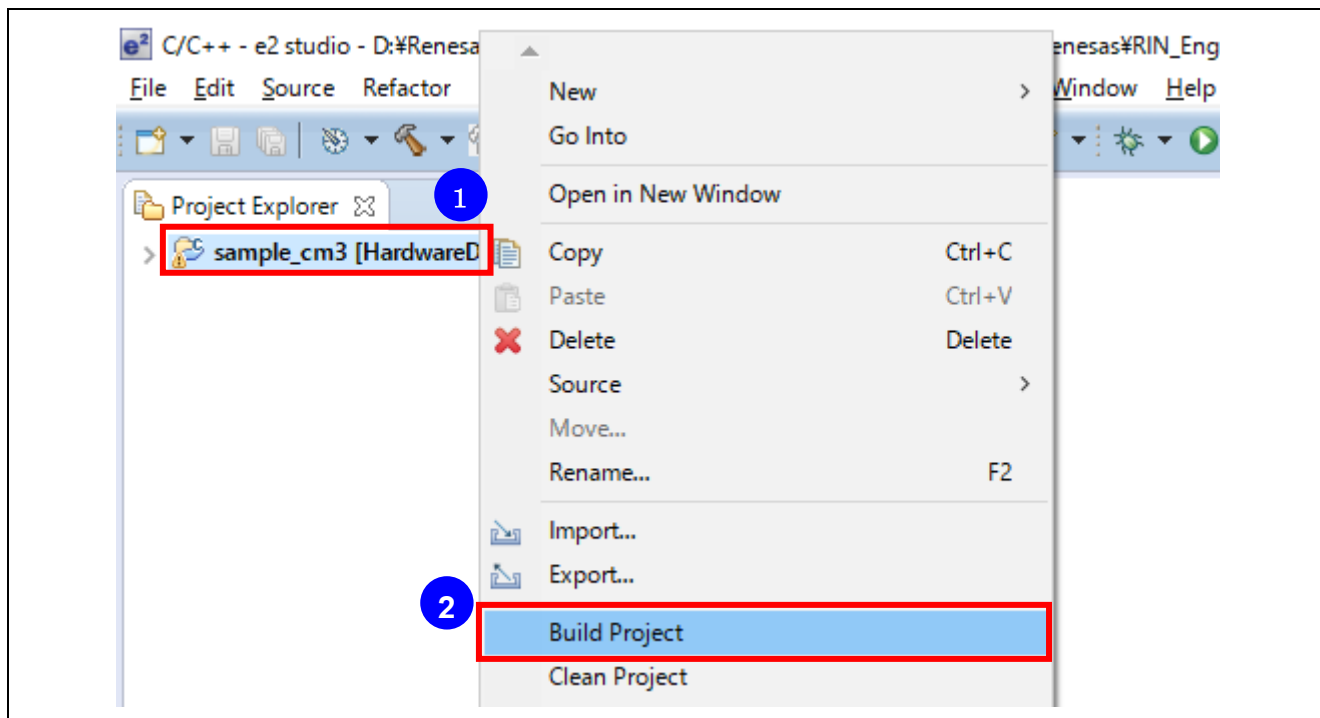 e² C/C++ - e2 studio - D:¥Renesa
enesas¥RIN_Eng
File Edit Source Refactor
Window Help
Project Explorer
1
sample_cm3 [HardwareD
New
Go Into
Open in New Window
Copy Ctrl+C
Paste Ctrl+V
Delete Delete
Source
Move...
Rename... F2
Import...
Export...
2
Build Project
Clean Project